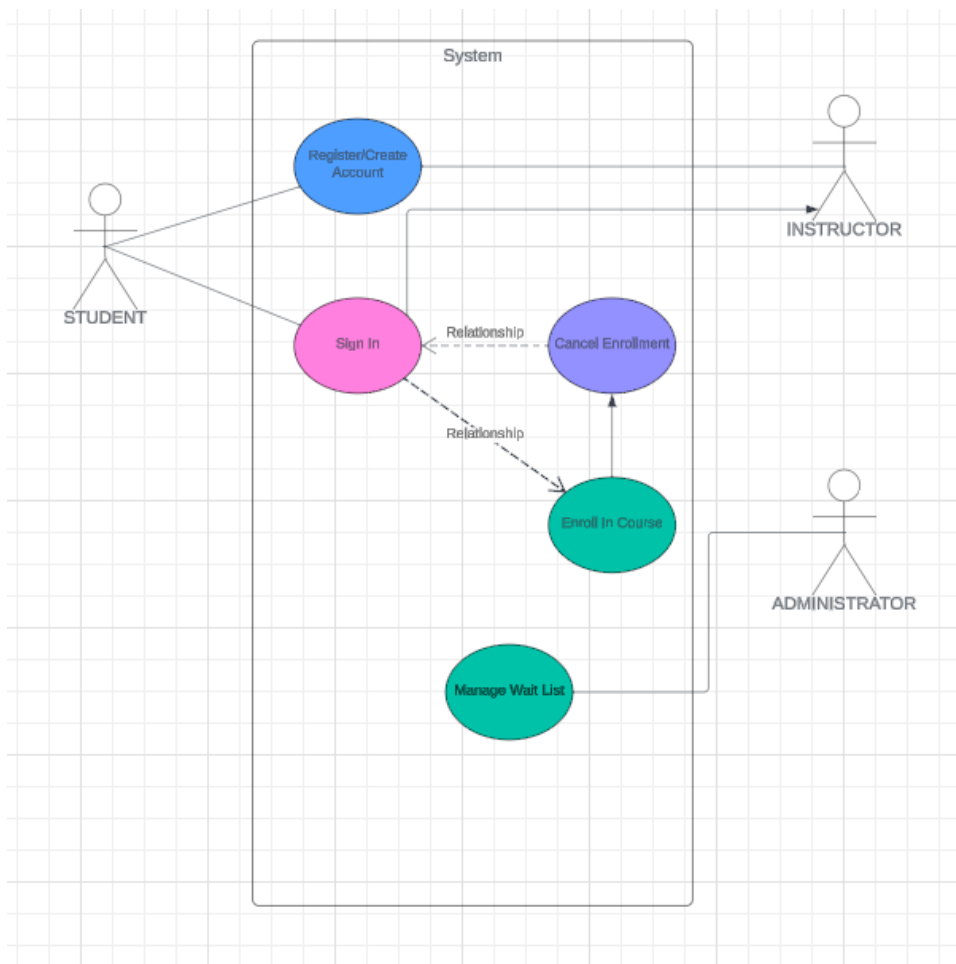 System
Register/Create
Account
INSTRUCTOR
STUDENT
Relationship
Sign In
Cancel Enrollment
Relationship
Enroll In Course
ADMINISTRATOR
Manage Wait List